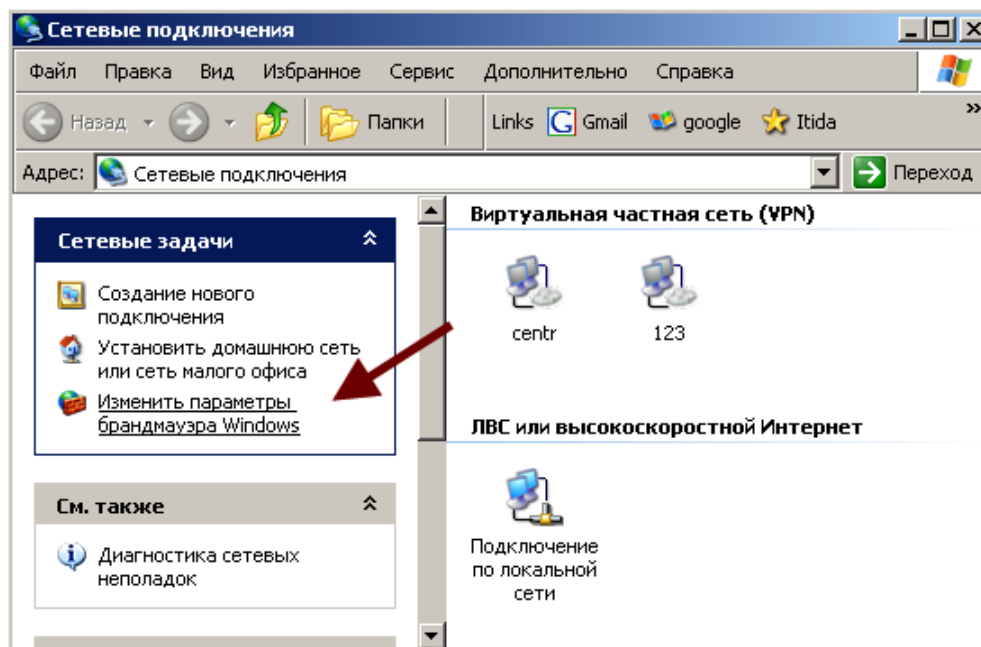 Сетевые подключения
Файл Правка Вид Избранное Сервис Дополнительно Справка
Назад Папки Links Gmail google Itida »
Адрес: Сетевые подключения Переход
Сетевые задачи
Создание нового
подключения
Установить домашнюю сеть
или сеть малого офиса
Изменить параметры
брандмауэра Windows
См. также
Диагностика сетевых
неполадок
Виртуальная частная сеть (VPN)
centr 123
ЛВС или высокоскоростной Интернет
Подключение
по локальной
сети